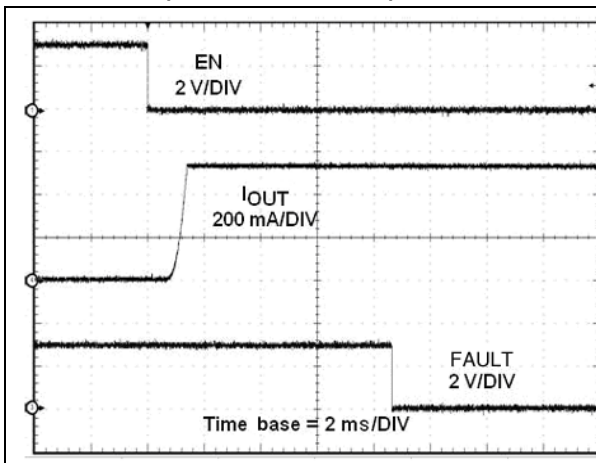 EN
2 V/DIV
IOUT
200 mA/DIV
FAULT
2 V/DIV
Time base = 2 ms/DIV